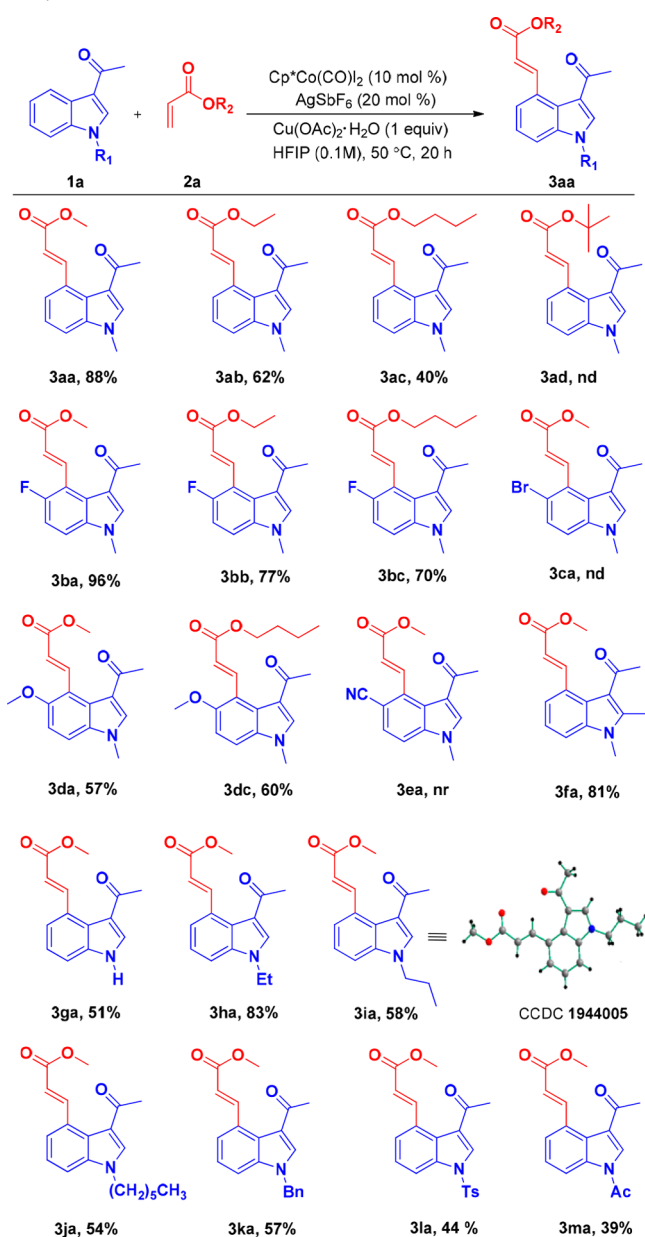 O OR2
O
N
R1
1a
+
O
OR2
2a
Cp*Co(CO)I2 (10 mol %)
AgSbF6 (20 mol %)
Cu(OAc)2·H2O (1 equiv)
HFIP (0.1M), 50 °C, 20 h
O
N
R1
3aa
O O O O O O O O
O O O O
N N N N
3aa, 88% 3ab, 62% 3ac, 40% 3ad, nd
O O O O O O O O
O O O O
F F F Br
N N N N
3ba, 96% 3bb, 77% 3bc, 70% 3ca, nd
O O O O O O O O
O O O O
O O NC
N N N N
3da, 57% 3dc, 60% 3ea, nr 3fa, 81%
O O O O O O
O O O
N N N
H Et
3ga, 51% 3ha, 83% 3ia, 58% CCDC 1944005
O O O O O O O O
O O O O
N N N N
(CH2)5CH3 Bn Ts Ac
3ja, 54% 3ka, 57% 3la, 44 % 3ma, 39%